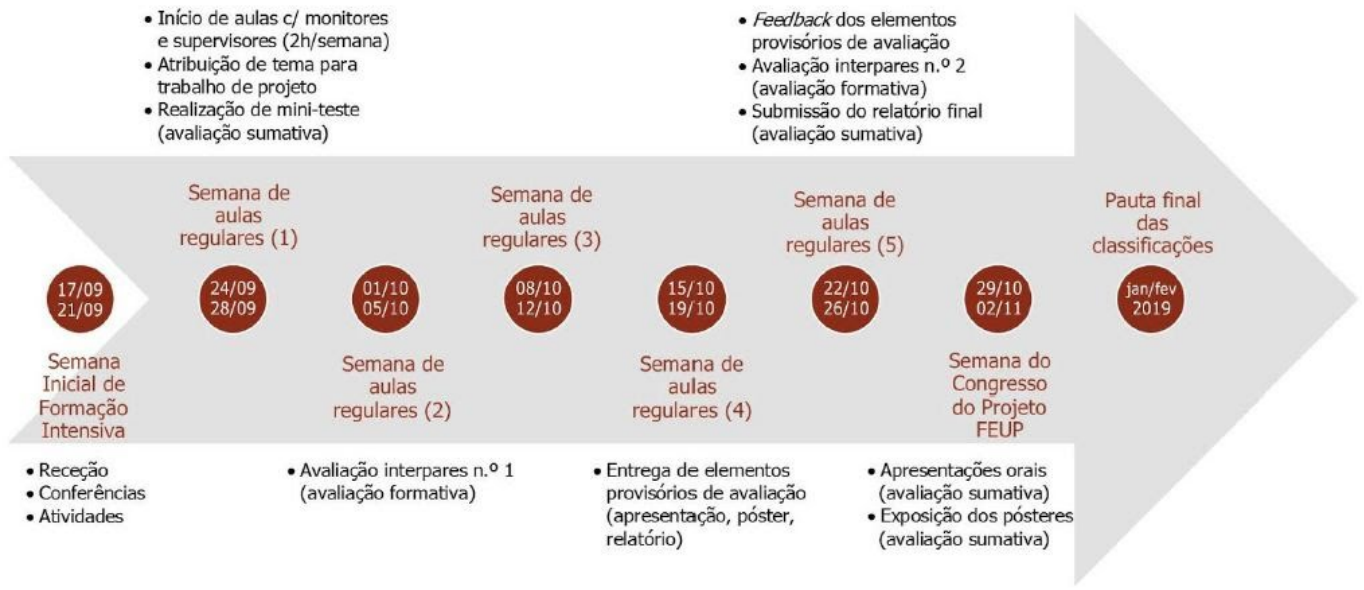 • Início de aulas c/ monitores
e supervisores (2h/semana)
• Atribuição de tema para
trabalho de projeto
• Realização de mini-teste
(avaliação sumativa)
• Feedback dos elementos
provisórios de avaliação
• Avaliação interpares n.º 2
(avaliação formativa)
• Submissão do relatório final
(avaliação sumativa)
Semana de
aulas
regulares (1)
Semana de
aulas
regulares (3)
Semana de
aulas
regulares (5)
Pauta final
das
classificações
17/09
21/09
24/09
28/09
01/10
05/10
08/10
12/10
15/10
19/10
22/10
26/10
29/10
02/11
jan/fev
2019
Semana
Inicial de
Formação
Intensiva
Semana de
aulas
regulares (2)
Semana de
aulas
regulares (4)
Semana do
Congresso
do Projeto
FEUP
• Receção
• Conferências
• Atividades
• Avaliação interpares n.º 1
(avaliação formativa)
• Entrega de elementos
provisórios de avaliação
(apresentação, póster,
relatório)
• Apresentações orais
(avaliação sumativa)
• Exposição dos pósteres
(avaliação sumativa)